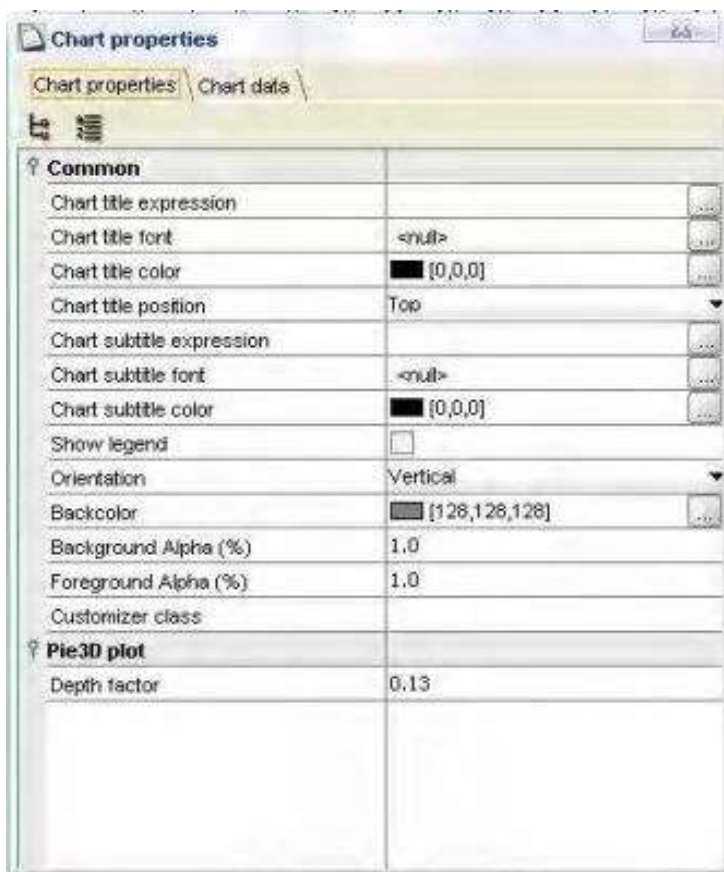 Chart properties
Chart properties Chart data
Common
Chart title expression ...
Chart title font <null> ...
Chart title color [0,0,0] ...
Chart title position Top
Chart subtitle expression ...
Chart subtitle font <null> ...
Chart subtitle color [0,0,0] ...
Show legend
Orientation Vertical
Backcolor [128,128,128] ...
Background Alpha (%) 1.0
Foreground Alpha (%) 1.0
Customizer class
Pie3D plot
Depth factor 0.13